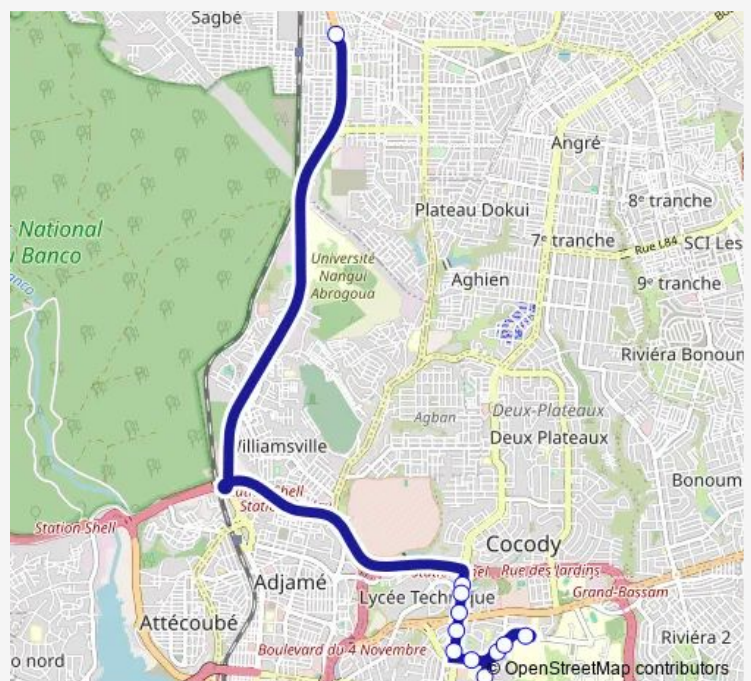 Sagbé
Angré
8e tranche
Plateau Dokui
7e tranche
Rue L84
SCI Les
National
Banco
Université
Nangui
Abrogoua
Aghien
9e tranche
Riviéra Bonoum
Agban
Deux-Plateaux
Deux Plateaux
Williamsville
Bonoum
Station Shell
Cocody
Rue des Jardins
Adjamé
Lycée Technique
Grand-Bassam
Attécoubé
Riviéra 2
Boulevard du 4 Novembre
o nord
© OpenStreetMap contributors